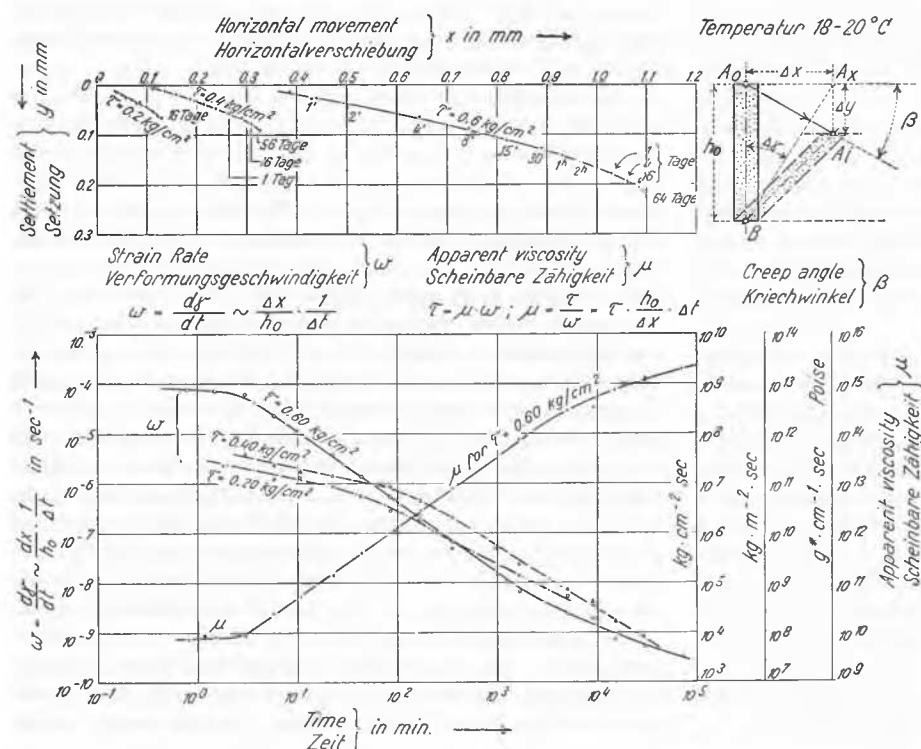 Horizontal movement
Horizontalverschiebung } x in mm
Temperatur 18-20°C
0 0.1 0.2 0.3 0.4 0.5 0.6 0.7 0.8 0.9 1.0 1.1 1.2
Settlement
Setzung } y in mm
0
0.1
0.2
0.3
τ=0.2 kg/cm²
16 Tage
τ=0.4 kg/cm²
56 Tage
16 Tage
1 Tag
1'
2'
τ=0.6 kg/cm²
4'
8'
15'
30'
1h
2h
Tage
64 Tage
A0
Δx
Ax
Δy
β
h0
A1
B
Strain Rate
Verformungsgeschwindigkeit } ω
Apparent viscosity
Scheinbare Zähigkeit } μ
Creep angle
Kriechwinkel } β
ω = dγ/dt ~ Δx/h0 · 1/Δt
τ = μ·ω ; μ = τ/ω = τ · h0/Δx · Δt
ω = dγ/dt ~ Δx/h0 · 1/Δt in sec⁻¹
10⁻³
10⁻⁴
10⁻⁵
10⁻⁶
10⁻⁷
10⁻⁸
10⁻⁹
10⁻¹⁰
ω
τ=0.60 kg/cm²
τ=0.40 kg/cm²
τ=0.20 kg/cm²
μ for τ=0.60 kg/cm²
μ
10¹⁰
10⁹
10⁸
10⁷
10⁶
10⁵
10⁴
10³
kg·cm⁻²·sec
10¹⁴
10¹³
10¹²
10¹¹
10¹⁰
10⁹
10⁸
10⁷
kg·m⁻²·sec
10¹⁶
10¹⁵
10¹⁴
10¹³
10¹²
10¹¹
10¹⁰
10⁹
g*·cm⁻¹·sec Poise
Apparent viscosity
Scheinbare Zähigkeit } μ
10⁻¹ 10⁰ 10¹ 10² 10³ 10⁴ 10⁵
Time
Zeit } in min.